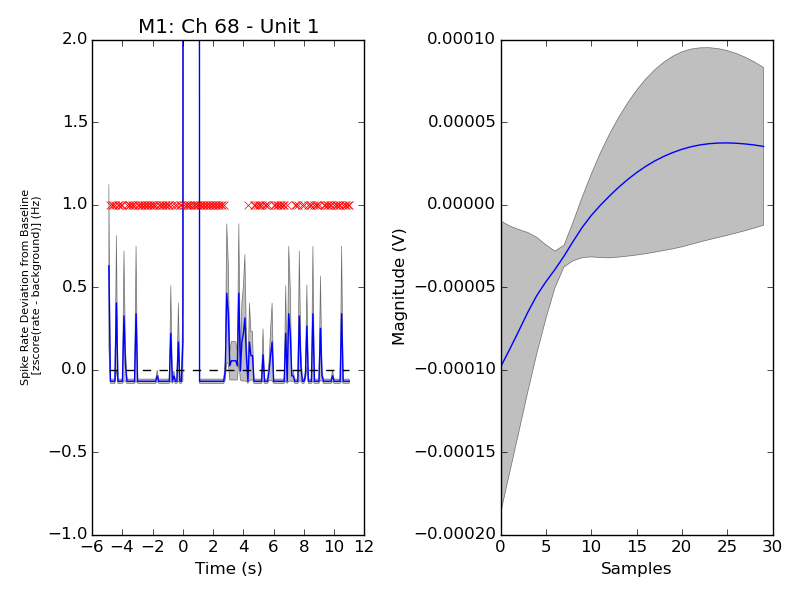 M1: Ch 68 - Unit 1
2.0
1.5
1.0
0.5
0.0
−0.5
−1.0
Spike Rate Deviation from Baseline
[zscore(rate - background)] (Hz)
−6 −4 −2 0 2 4 6 8 10 12
Time (s)
0.00010
0.00005
0.00000
−0.00005
−0.00010
−0.00015
−0.00020
Magnitude (V)
0 5 10 15 20 25 30
Samples